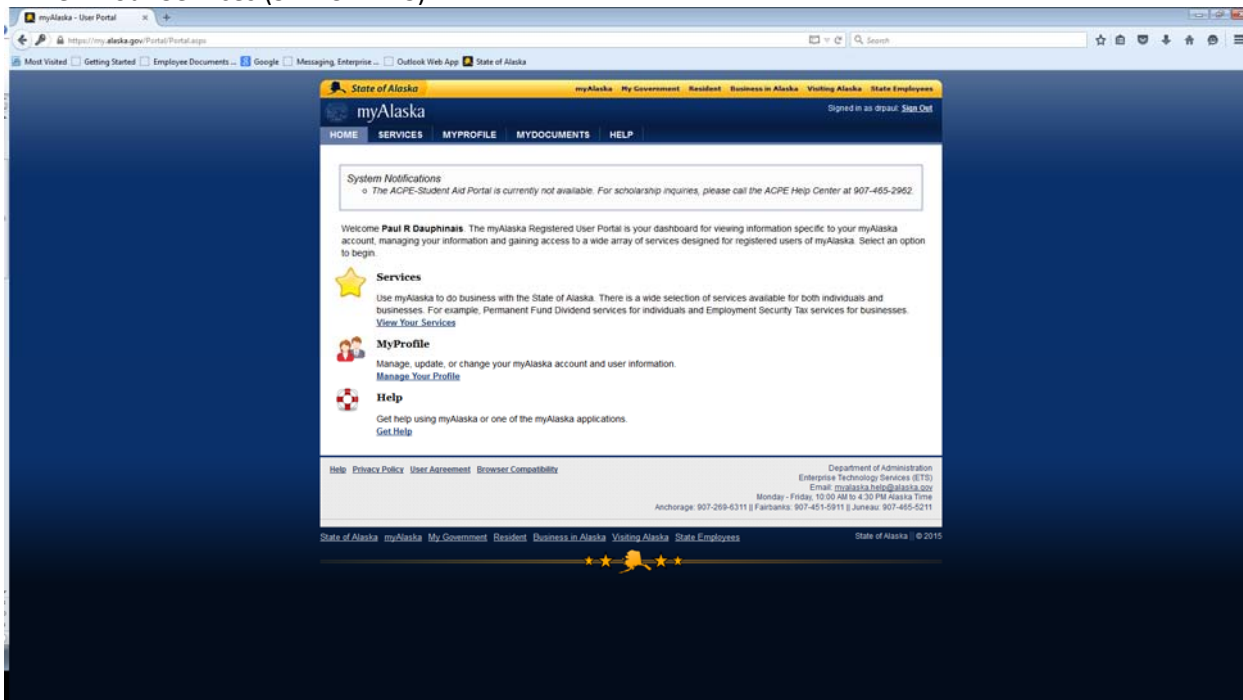 myAlaska - User Portal
https://my.alaska.gov/Portal/Portal.aspx
Search
Most Visited Getting Started Employee Documents ... Google Messaging, Enterprise ... Outlook Web App State of Alaska
State of Alaska
myAlaska My Government Resident Business in Alaska Visiting Alaska State Employees
myAlaska
Signed in as drpaul: Sign Out
HOME SERVICES MYPROFILE MYDOCUMENTS HELP
System Notifications
The ACPE-Student Aid Portal is currently not available. For scholarship inquiries, please call the ACPE Help Center at 907-465-2962.
Welcome Paul R Dauphinais. The myAlaska Registered User Portal is your dashboard for viewing information specific to your myAlaska
account, managing your information and gaining access to a wide array of services designed for registered users of myAlaska. Select an option
to begin.
Services
Use myAlaska to do business with the State of Alaska. There is a wide selection of services available for both individuals and
businesses. For example, Permanent Fund Dividend services for individuals and Employment Security Tax services for businesses.
View Your Services
MyProfile
Manage, update, or change your myAlaska account and user information.
Manage Your Profile
Help
Get help using myAlaska or one of the myAlaska applications.
Get Help
Help Privacy Policy User Agreement Browser Compatibility
Department of Administration
Enterprise Technology Services (ETS)
Email: myalaska.help@alaska.gov
Monday - Friday, 10:00 AM to 4:30 PM Alaska Time
Anchorage: 907-269-6311 || Fairbanks: 907-451-5911 || Juneau: 907-465-5211
State of Alaska myAlaska My Government Resident Business in Alaska Visiting Alaska State Employees
State of Alaska || © 2015